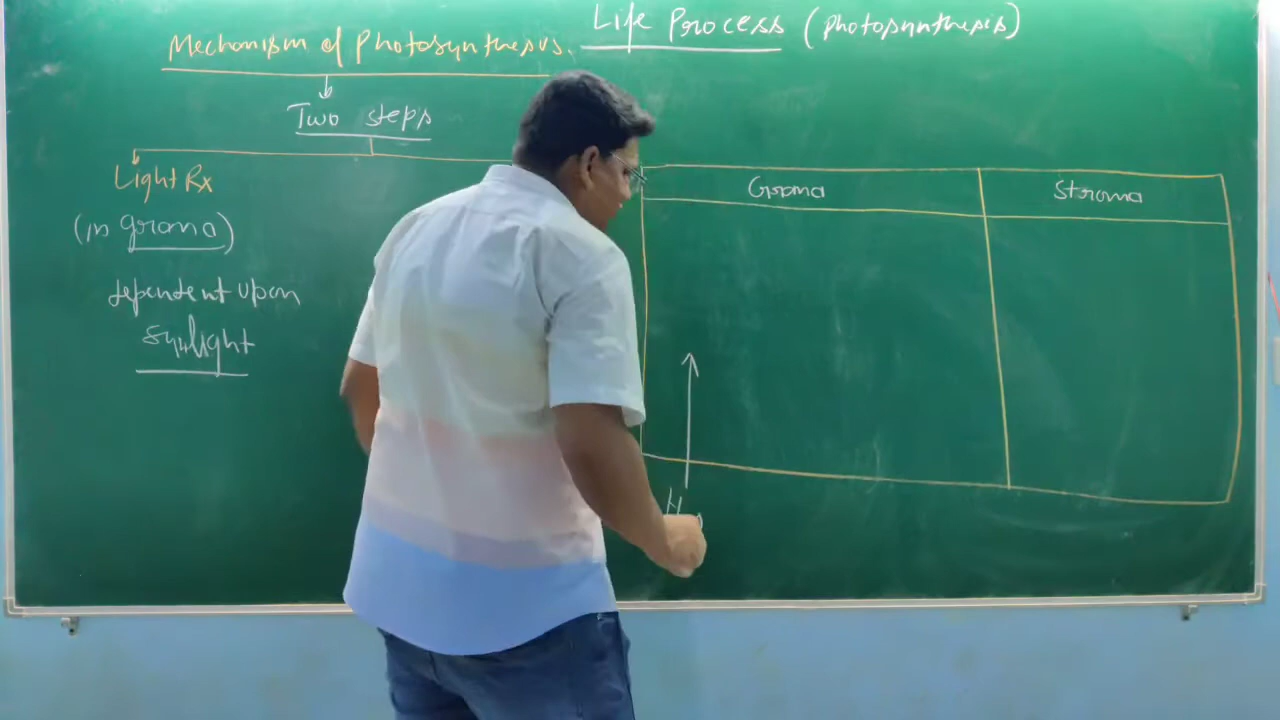 Life Process (Photosynthesis)
Mechanism of Photosynthesis.
Two steps
Light Rx
(in grana)
dependent upon
sunlight
Grana
Stroma
H